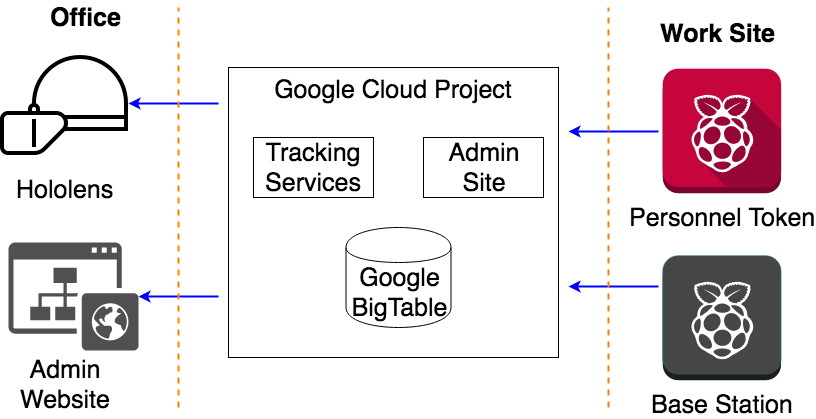 Office
Hololens
Admin
Website
Google Cloud Project
Tracking
Services
Admin
Site
Google
BigTable
Work Site
Personnel Token
Base Station